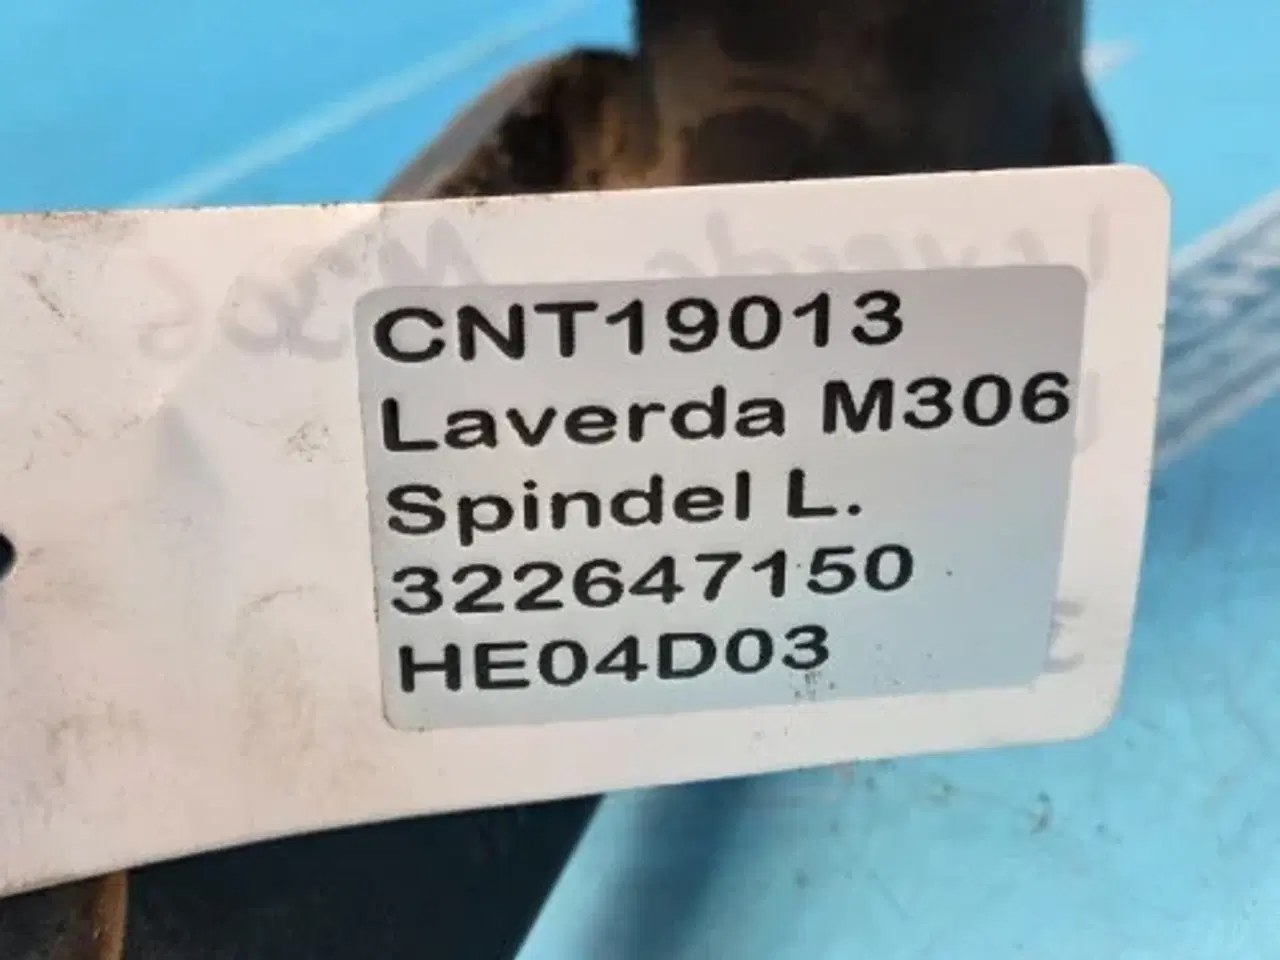 CNT19013
Laverda M306
Spindel L.
322647150
HE04D03